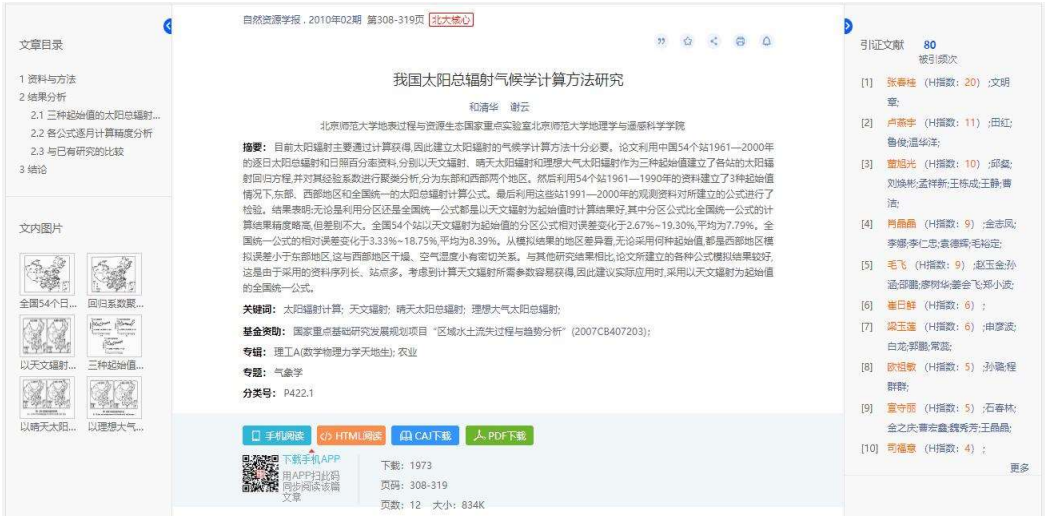 文章目录
1 资料与方法
2 结果分析
2.1 三种起始值的太阳总辐射...
2.2 各公式逐月计算精度分析
2.3 与已有研究的比较
3 结论
文内图片
全国54个日...
回归系数聚...
以天文辐射...
三种起始值...
以晴天太阳...
以理想大气...
自然资源学报 . 2010年02期 第308-319页 北大核心
我国太阳总辐射气候学计算方法研究
和清华 谢云
北京师范大学地表过程与资源生态国家重点实验室北京师范大学地理学与遥感科学学院
摘要: 目前太阳辐射主要通过计算获得,因此建立太阳辐射的气候学计算方法十分必要。论文利用中国54个站1961—2000年
的逐日太阳总辐射和日照百分率资料,分别以天文辐射、晴天太阳总辐射和理想大气太阳总辐射作为三种起始值建立了各站的太阳辐
射回归方程,并对其经验系数进行聚类分析,分为东部和西部两个地区。然后利用54个站1961—1990年的资料建立了3种起始值
情况下,东部、西部地区和全国统一的太阳总辐射计算公式。最后利用这些站1991—2000年的观测资料对所建立的公式进行了
检验。结果表明:无论是利用分区还是全国统一公式都是以天文辐射为起始值时计算结果好,其中分区公式比全国统一公式的计
算结果精度略高,但差别不大。全国54个站以天文辐射为起始值的分区公式相对误差变化于2.67%~19.30%,平均为7.79%。全
国统一公式的相对误差变化于3.33%~18.75%,平均为8.39%。从模拟结果的地区差异看,无论采用何种起始值,都是西部地区模
拟误差小于东部地区,这与西部地区干燥、空气湿度小有密切关系。与其他研究结果相比,论文所建立的各种公式模拟结果较好,
这是由于采用的资料序列长、站点多。考虑到计算天文辐射所需参数容易获得,因此建议实际应用时,采用以天文辐射为起始值
的全国统一公式。
关键词: 太阳辐射计算; 天文辐射; 晴天太阳总辐射; 理想大气太阳总辐射;
基金资助: 国家重点基础研究发展规划项目“区域水土流失过程与趋势分析”(2007CB407203);
专辑: 理工A(数学物理力学天地生); 农业
专题: 气象学
分类号: P422.1
手机阅读 HTML阅读 CAJ下载 PDF下载
下载手机APP
用APP扫此码
同步阅读该篇
文章
下载: 1973
页码: 308-319
页数: 12 大小: 834K
引证文献 80
被引频次
[1] 张春桂 (H指数: 20) ;文明
章;
[2] 卢燕宇 (H指数: 11) ;田红;
鲁俊;温华洋;
[3] 董旭光 (H指数: 10) ;邱粲;
刘焕彬;孟祥新;王栋成;王静;曹
洁;
[4] 肖晶晶 (H指数: 9) ;金志凤;
李娜;李仁忠;袁德辉;毛裕定;
[5] 毛飞 (H指数: 9) ;赵玉金;孙
涵;邵鹏;廖树华;姜会飞;郑小波;
[6] 崔日鲜 (H指数: 6) ;
[7] 梁玉莲 (H指数: 6) ;申彦波;
白龙;郭鹏;常蕊;
[8] 欧祖敏 (H指数: 5) ;孙璐;程
群群;
[9] 宣守丽 (H指数: 5) ;石春林;
金之庆;曹宏鑫;魏秀芳;王晶晶;
[10] 司福意 (H指数: 4) ;
更多